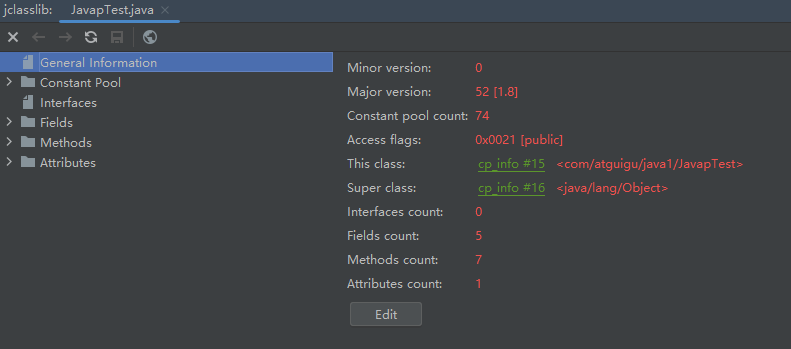 jclasslib: JavapTest.java
General Information
Constant Pool
Interfaces
Fields
Methods
Attributes
Minor version: 0
Major version: 52 [1.8]
Constant pool count: 74
Access flags: 0x0021 [public]
This class: cp_info #15 <com/atguigu/java1/JavapTest>
Super class: cp_info #16 <java/lang/Object>
Interfaces count: 0
Fields count: 5
Methods count: 7
Attributes count: 1
Edit